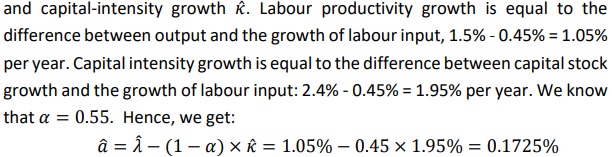 and capital-intensity growth κ̂. Labour productivity growth is equal to the
difference between output and the growth of labour input, 1.5% - 0.45% = 1.05%
per year. Capital intensity growth is equal to the difference between capital stock
growth and the growth of labour input: 2.4% - 0.45% = 1.95% per year. We know
that α = 0.55. Hence, we get:
â = λ̂ − (1 − α) × κ̂ = 1.05% − 0.45 × 1.95% = 0.1725%